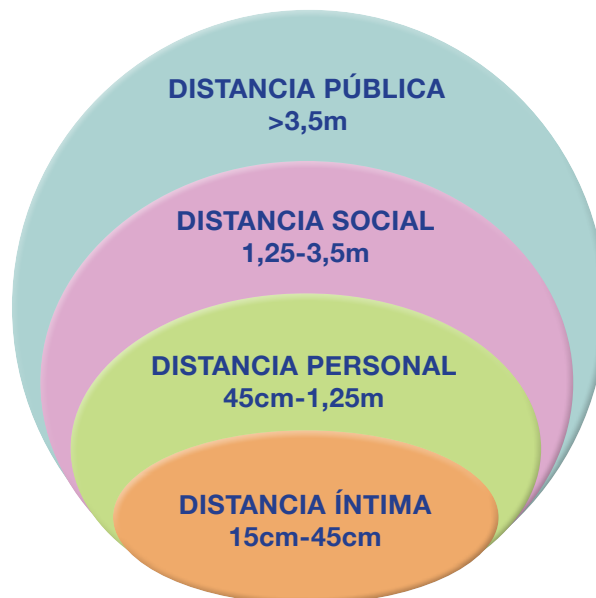 DISTANCIA PÚBLICA
>3,5m
DISTANCIA SOCIAL
1,25-3,5m
DISTANCIA PERSONAL
45cm-1,25m
DISTANCIA ÍNTIMA
15cm-45cm